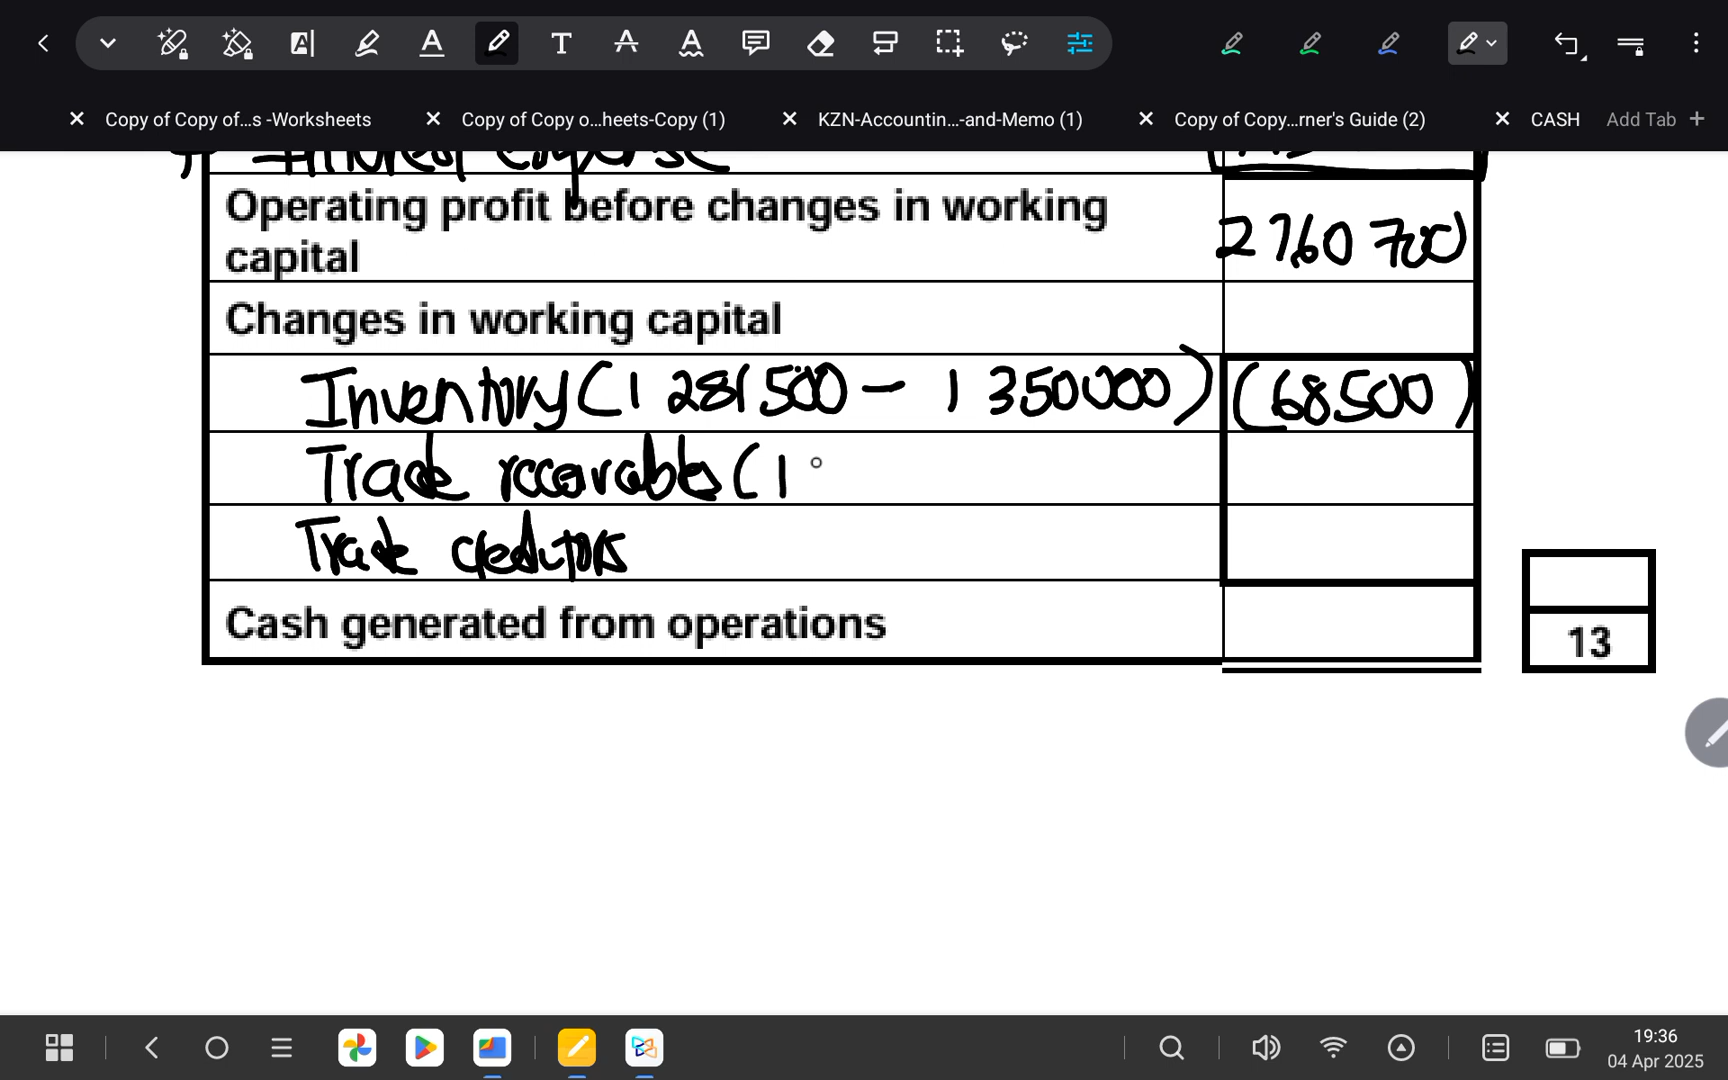 Copy of Copy of...s -Worksheets
Copy of Copy o...heets-Copy (1)
KZN-Accountin...-and-Memo (1)
Copy of Copy...rner's Guide (2)
CASH
Add Tab
Operating profit before changes in working capital
2 760 700
Changes in working capital
Inventory (1 281 500 - 1 350 000)
(68 500)
Trade (1
Trade creditors
Cash generated from operations
13
19:36
04 Apr 2025